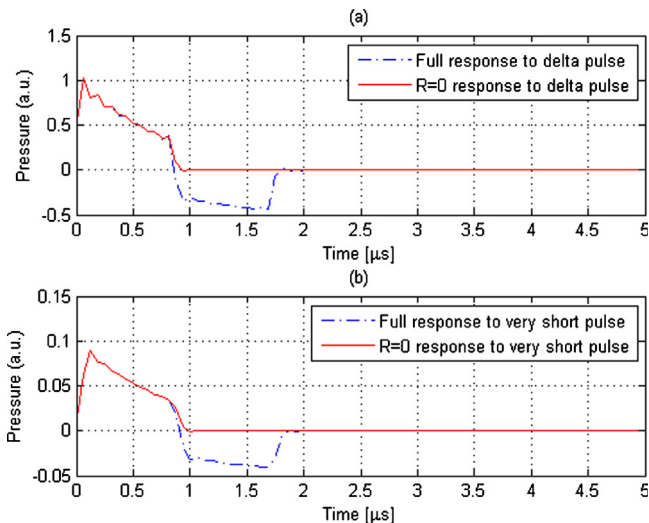 (a)
1.5
1
0.5
0
-0.5
Pressure (a.u.)
Full response to delta pulse
R=0 response to delta pulse
0 0.5 1 1.5 2 2.5 3 3.5 4 4.5 5
Time [μs]
(b)
0.15
0.1
0.05
0
-0.05
Pressure (a.u.)
Full response to very short pulse
R=0 response to very short pulse
0 0.5 1 1.5 2 2.5 3 3.5 4 4.5 5
Time [μs]